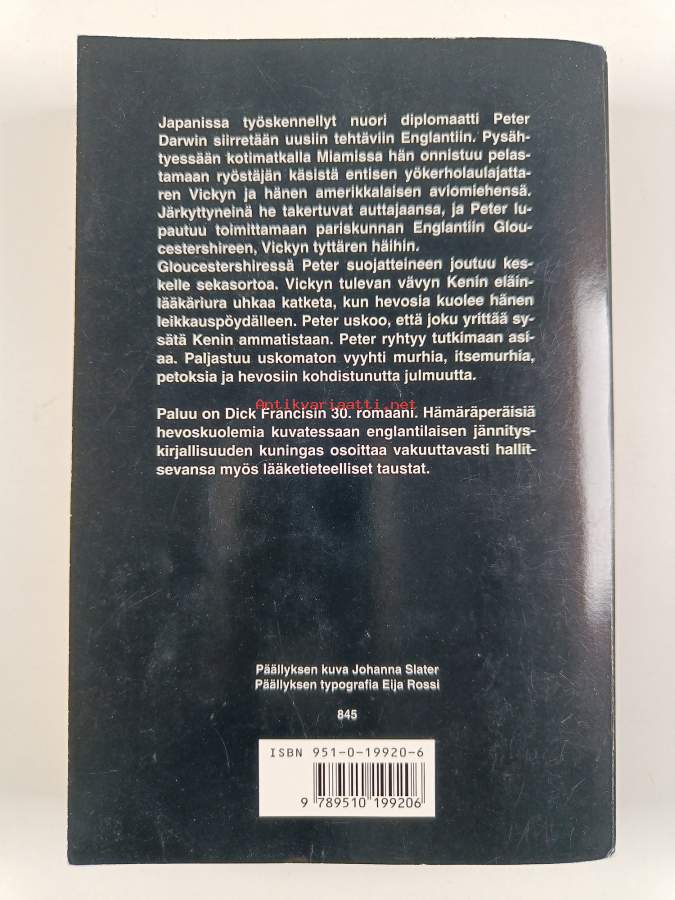 Japanissa työskennellyt nuori diplomaatti Peter
Darwin siirretään uusiin tehtäviin Englantiin. Pysäh-
tyessään kotimatkalla Miamissa hän onnistuu pelas-
tamaan ryöstäjän käsistä entisen yökerholaulajatta-
ren Vickyn ja hänen amerikkalaisen aviomiehensä.
Järkyttyneinä he takertuvat auttajaansa, ja Peter lu-
pautuu toimittamaan pariskunnan Englantiin Glou-
cestershireen, Vickyn tyttären häihin.
Gloucestershiressä Peter suojatteineen joutuu kes-
kelle sekasortoa. Vickyn tulevan vävyn Kenin eläin-
lääkäriura uhkaa katketa, kun hevosia kuolee hänen
leikkauspöydälleen. Peter uskoo, että joku yrittää sy-
sätä Kenin ammatistaan. Peter ryhtyy tutkimaan asi-
aa. Paljastuu uskomaton vyyhti murhia, itsemurhia,
petoksia ja hevosiin kohdistunutta julmuutta.
Antikvariaatti.net
Paluu on Dick Francisin 30. romaani. Hämäräperäisiä
hevoskuolemia kuvatessaan englantilaisen jännitys-
kirjallisuuden kuningas osoittaa vakuuttavasti hallit-
sevansa myös lääketieteelliset taustat.
Päällyksen kuva Johanna Slater
Päällyksen typografia Eija Rossi
845
ISBN 951-0-19920-6
9 789510 199206